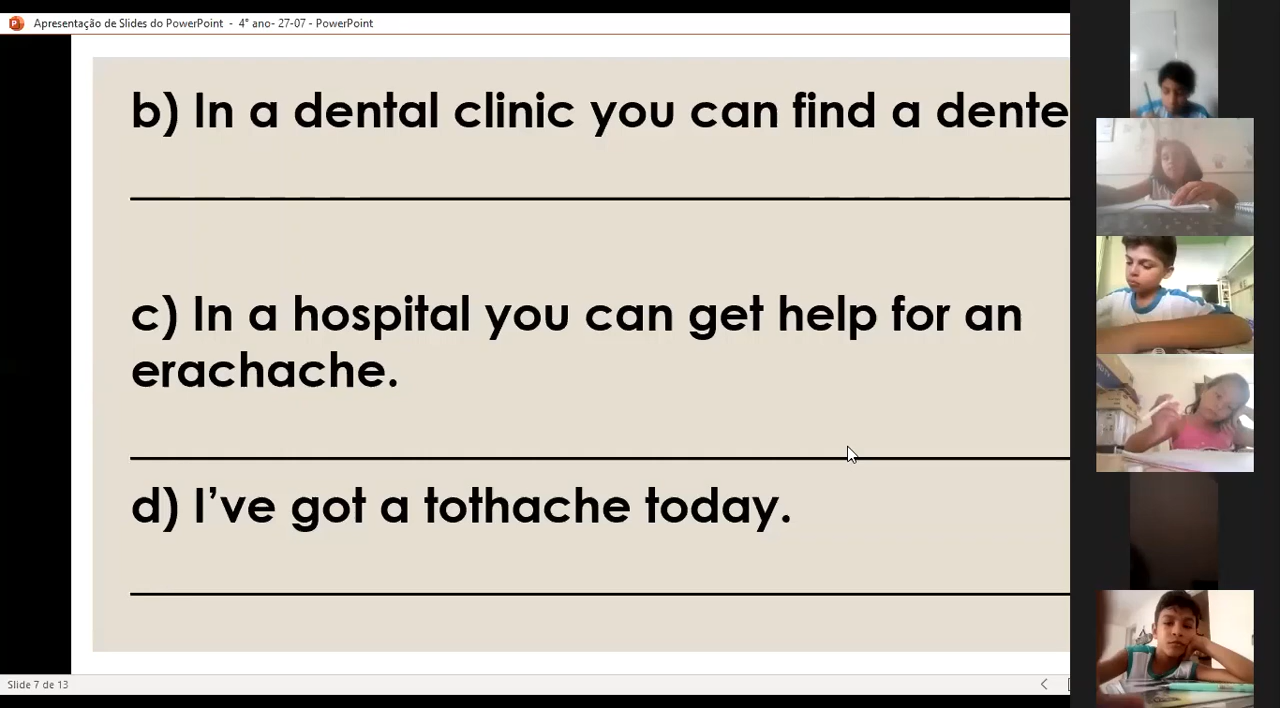 Apresentação de Slides do PowerPoint - 4° ano- 27-07 - PowerPoint
b) In a dental clinic you can find a dente
c) In a hospital you can get help for an
erachache.
d) I've got a tothache today.
Slide 7 de 13